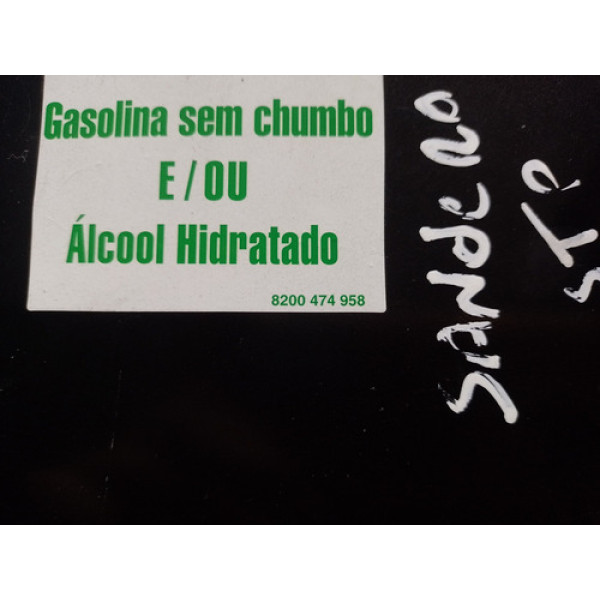 Gasolina sem chumbo
E / OU
Álcool Hidratado
8200 474 958
SANDERO